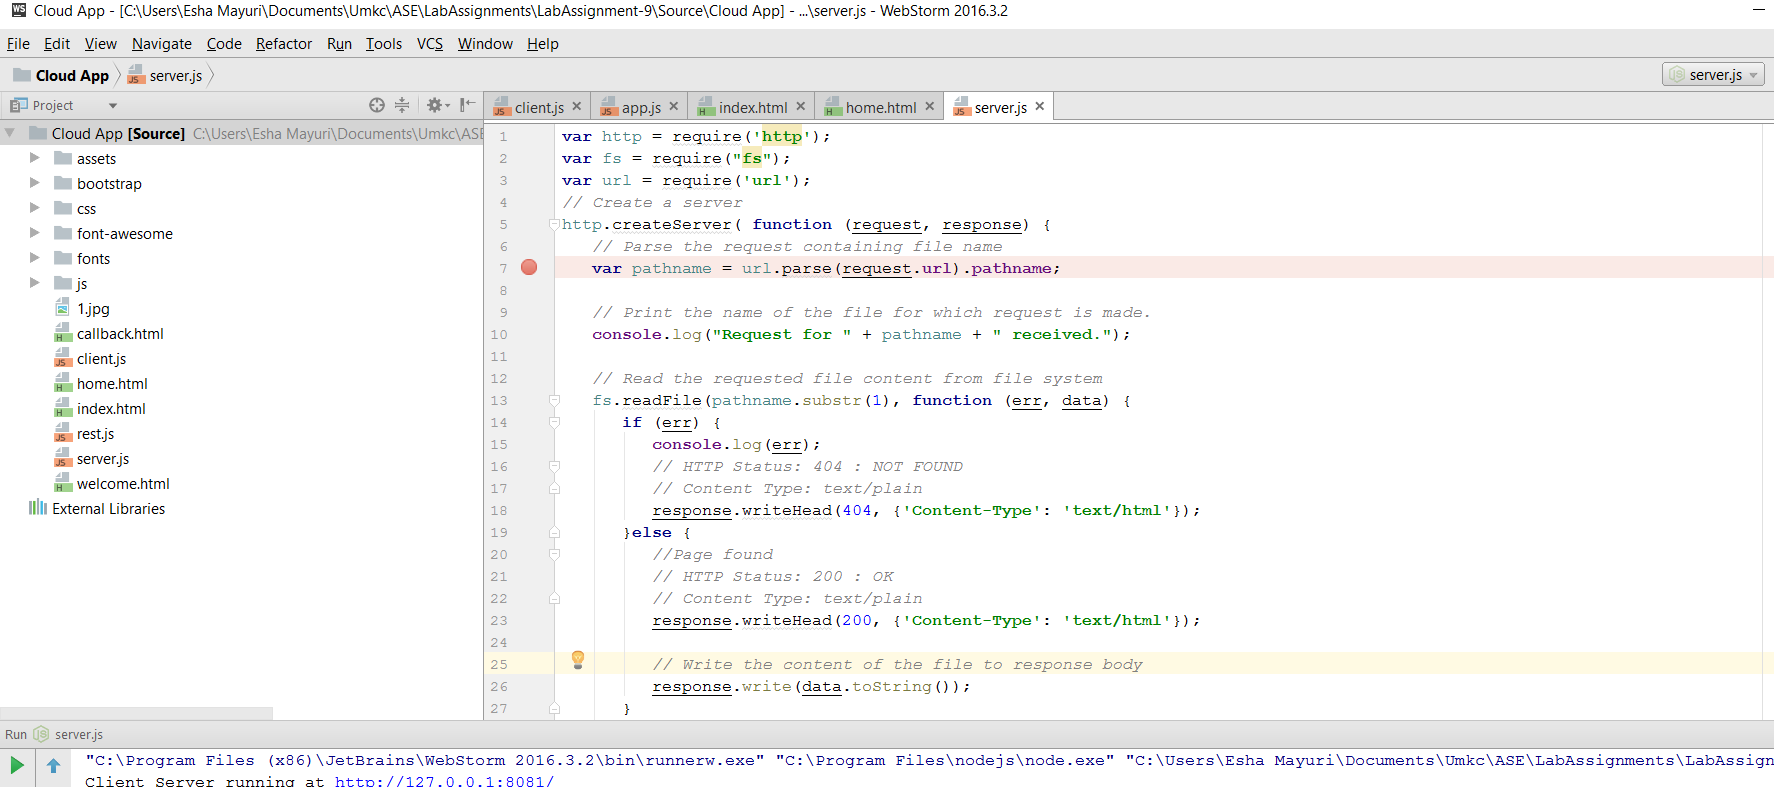 WS Cloud App - [C:\Users\Esha Mayuri\Documents\Umkc\ASE\LabAssignments\LabAssignment-9\Source\Cloud App] - ...\server.js - WebStorm 2016.3.2
File Edit View Navigate Code Refactor Run Tools VCS Window Help
Cloud App server.js server.js
Project client.js app.js index.html home.html server.js
Cloud App [Source] C:\Users\Esha Mayuri\Documents\Umkc\ASE
assets
bootstrap
css
font-awesome
fonts
js
1.jpg
callback.html
client.js
home.html
index.html
rest.js
server.js
welcome.html
External Libraries
1 var http = require('http');
2 var fs = require("fs");
3 var url = require('url');
4 // Create a server
5 http.createServer( function (request, response) {
6 // Parse the request containing file name
7 var pathname = url.parse(request.url).pathname;
8
9 // Print the name of the file for which request is made.
10 console.log("Request for " + pathname + " received.");
11
12 // Read the requested file content from file system
13 fs.readFile(pathname.substr(1), function (err, data) {
14 if (err) {
15 console.log(err);
16 // HTTP Status: 404 : NOT FOUND
17 // Content Type: text/plain
18 response.writeHead(404, {'Content-Type': 'text/html'});
19 }else {
20 //Page found
21 // HTTP Status: 200 : OK
22 // Content Type: text/plain
23 response.writeHead(200, {'Content-Type': 'text/html'});
24
25 // Write the content of the file to response body
26 response.write(data.toString());
27 }
Run server.js
"C:\Program Files (x86)\JetBrains\WebStorm 2016.3.2\bin\runnerw.exe" "C:\Program Files\nodejs\node.exe" "C:\Users\Esha Mayuri\Documents\Umkc\ASE\LabAssignments\LabAssign
Client Server running at http://127.0.0.1:8081/